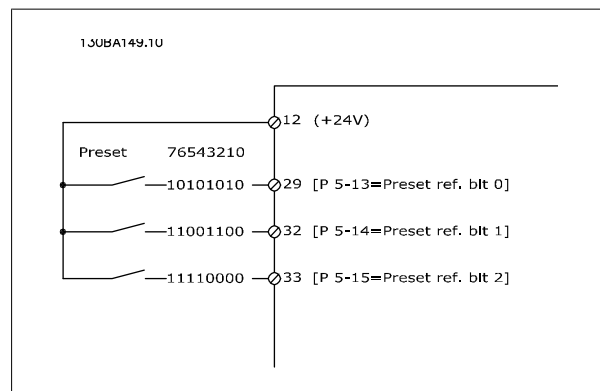 130BA149.10
12 (+24V)
Preset 76543210
10101010 29 [P 5-13=Preset ref. bit 0]
11001100 32 [P 5-14=Preset ref. bit 1]
11110000 33 [P 5-15=Preset ref. bit 2]